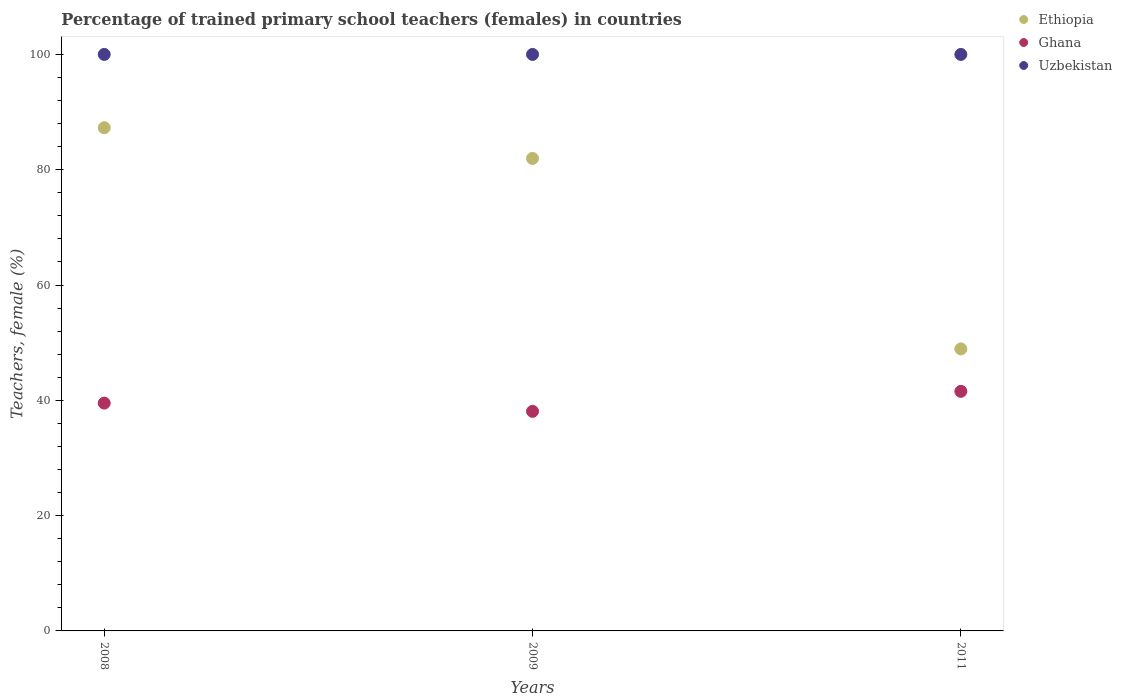 Percentage of trained primary school teachers (females) in countries
Ethiopia
Ghana
Uzbekistan
Teachers, female (%)
100
80
60
40
20
0
2008
2009
2011
Years